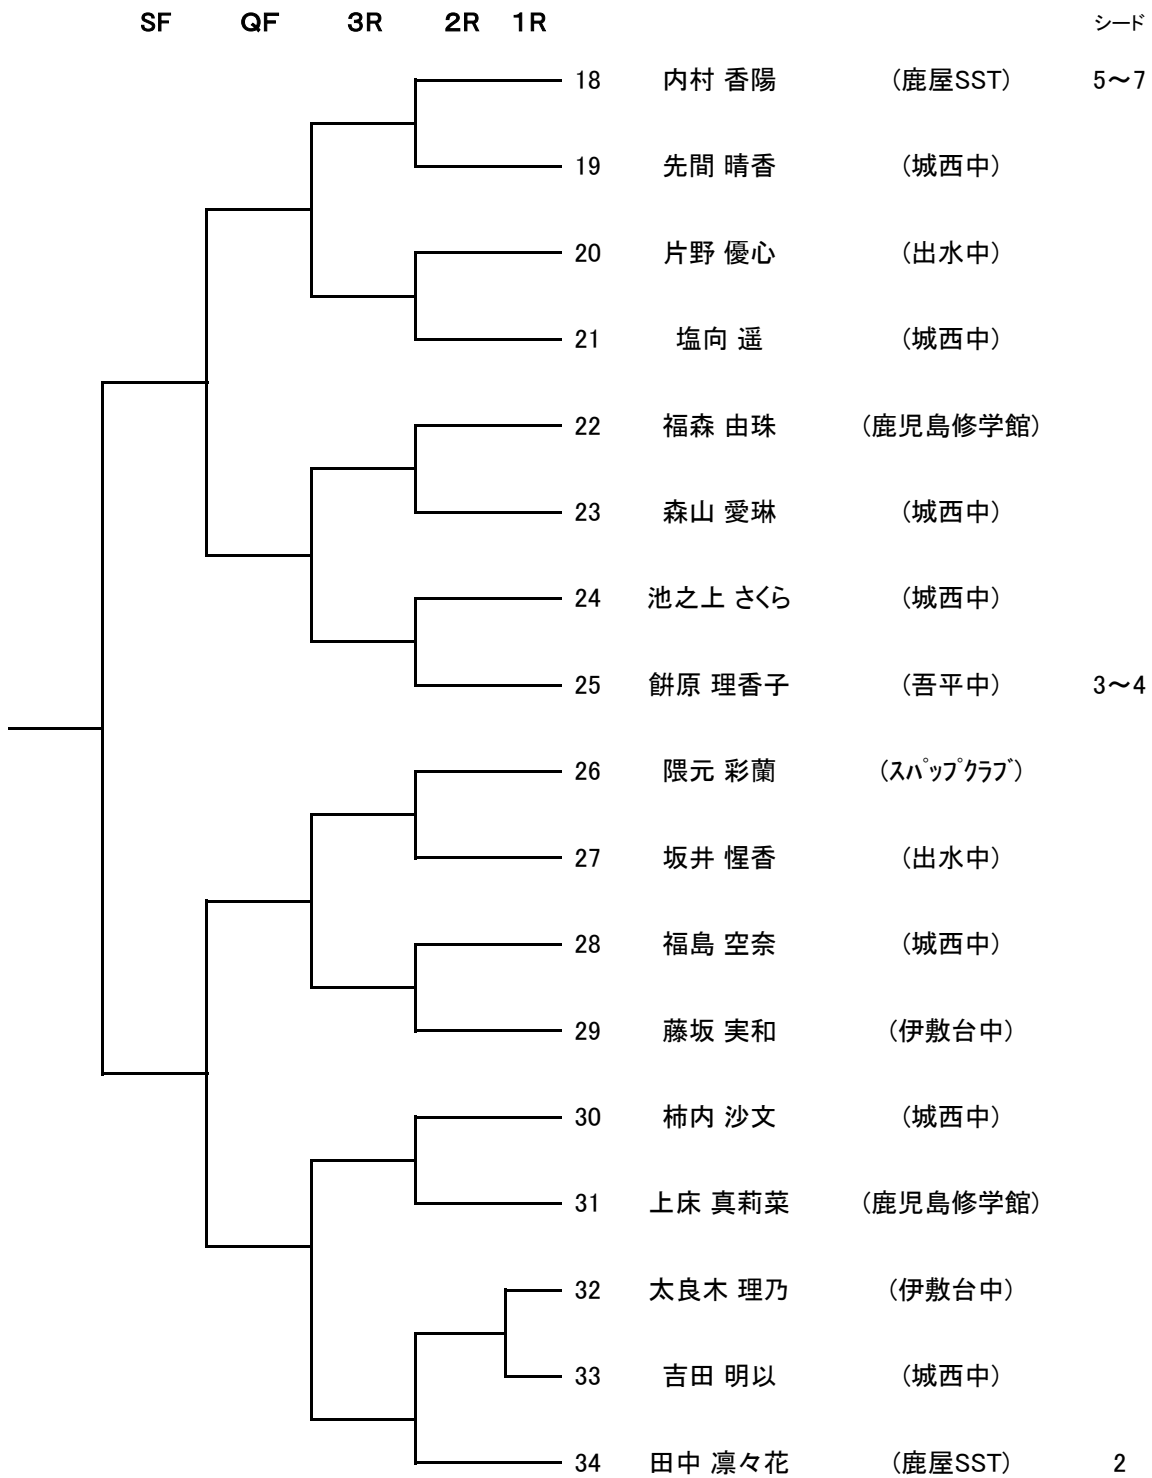 SF QF 3R 2R 1R シード
18 内村 香陽 (鹿屋SST) 5～7
19 先間 晴香 (城西中)
20 片野 優心 (出水中)
21 塩向 遥 (城西中)
22 福森 由珠 (鹿児島修学館)
23 森山 愛琳 (城西中)
24 池之上 さくら (城西中)
25 餅原 理香子 (吾平中) 3～4
26 隈元 彩蘭 (ｽﾊﾟｯﾌﾟｸﾗﾌﾞ)
27 坂井 惺香 (出水中)
28 福島 空奈 (城西中)
29 藤坂 実和 (伊敷台中)
30 柿内 沙文 (城西中)
31 上床 真莉菜 (鹿児島修学館)
32 太良木 理乃 (伊敷台中)
33 吉田 明以 (城西中)
34 田中 凛々花 (鹿屋SST) 2